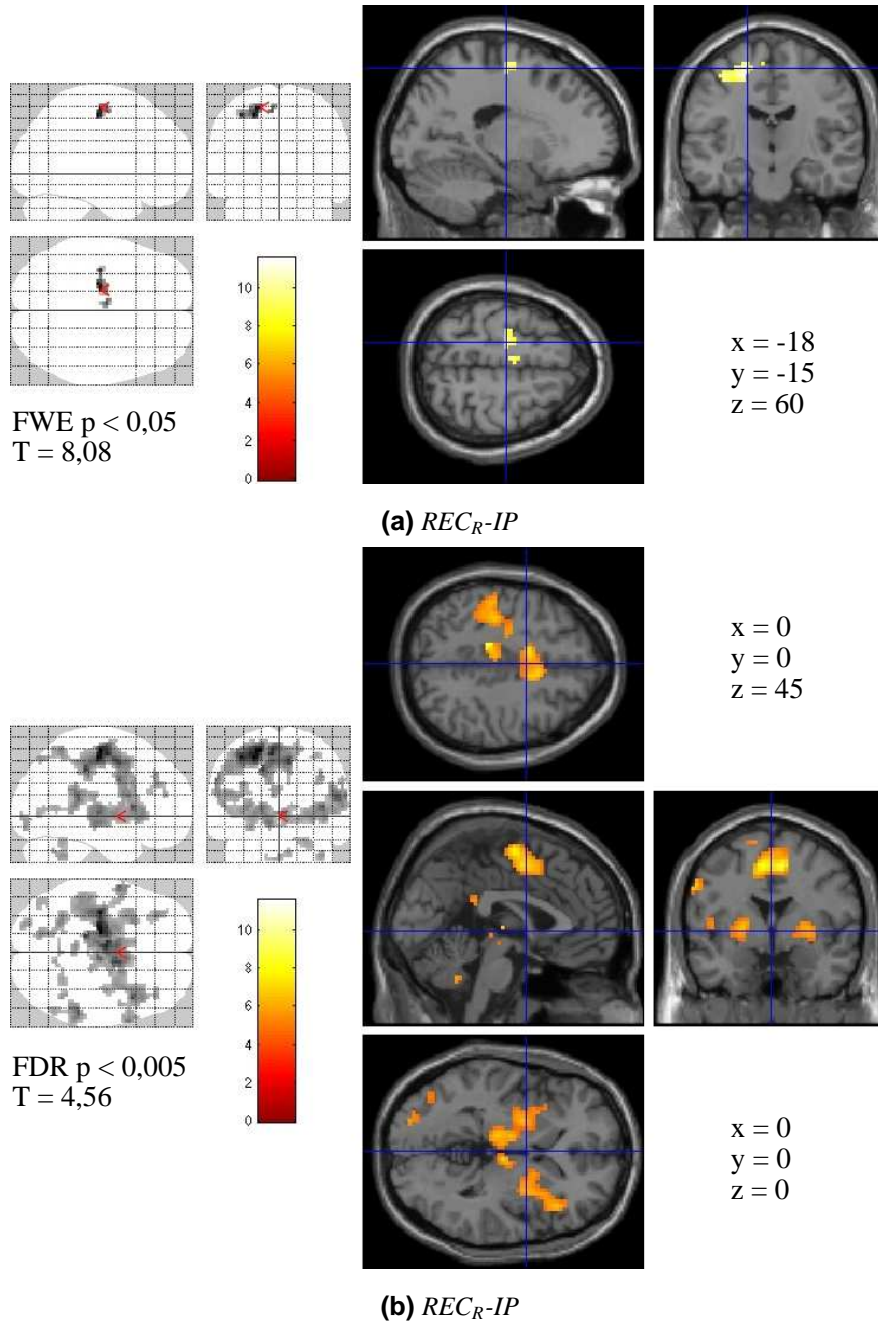 10
8
6
4
2
0
x = -18
y = -15
z = 60
FWE p < 0,05
T = 8,08
(a) REC_R-IP
x = 0
y = 0
z = 45
10
8
6
4
2
0
FDR p < 0,005
T = 4,56
x = 0
y = 0
z = 0
(b) REC_R-IP